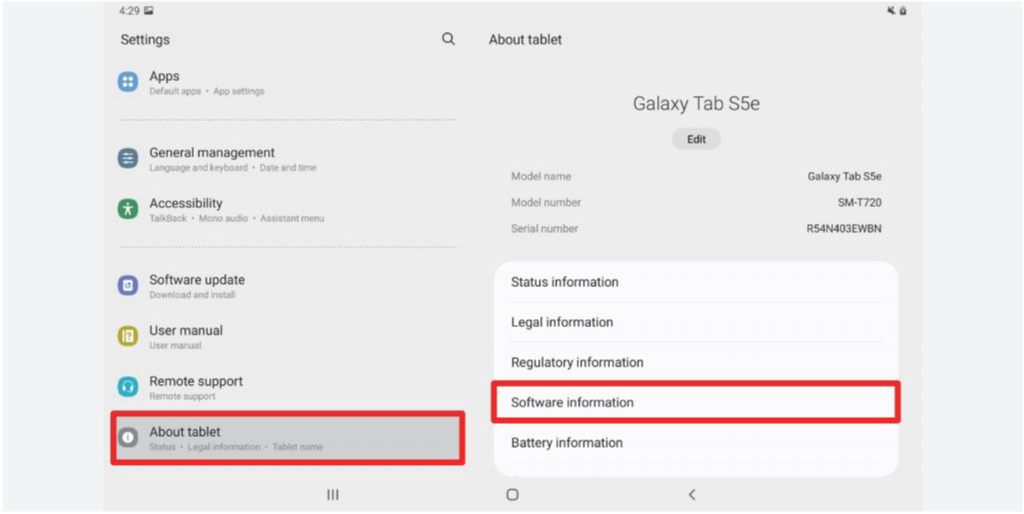 4:29
Settings
Apps
Default apps • App settings
General management
Language and keyboard • Date and time
Accessibility
TalkBack • Mono audio • Assistant menu
Software update
Download and install
User manual
User manual
Remote support
Remote support
About tablet
Status • Legal information • Tablet name
About tablet
Galaxy Tab S5e
Edit
Model name Galaxy Tab S5e
Model number SM-T720
Serial number R54N403EWBN
Status information
Legal information
Regulatory information
Software information
Battery information